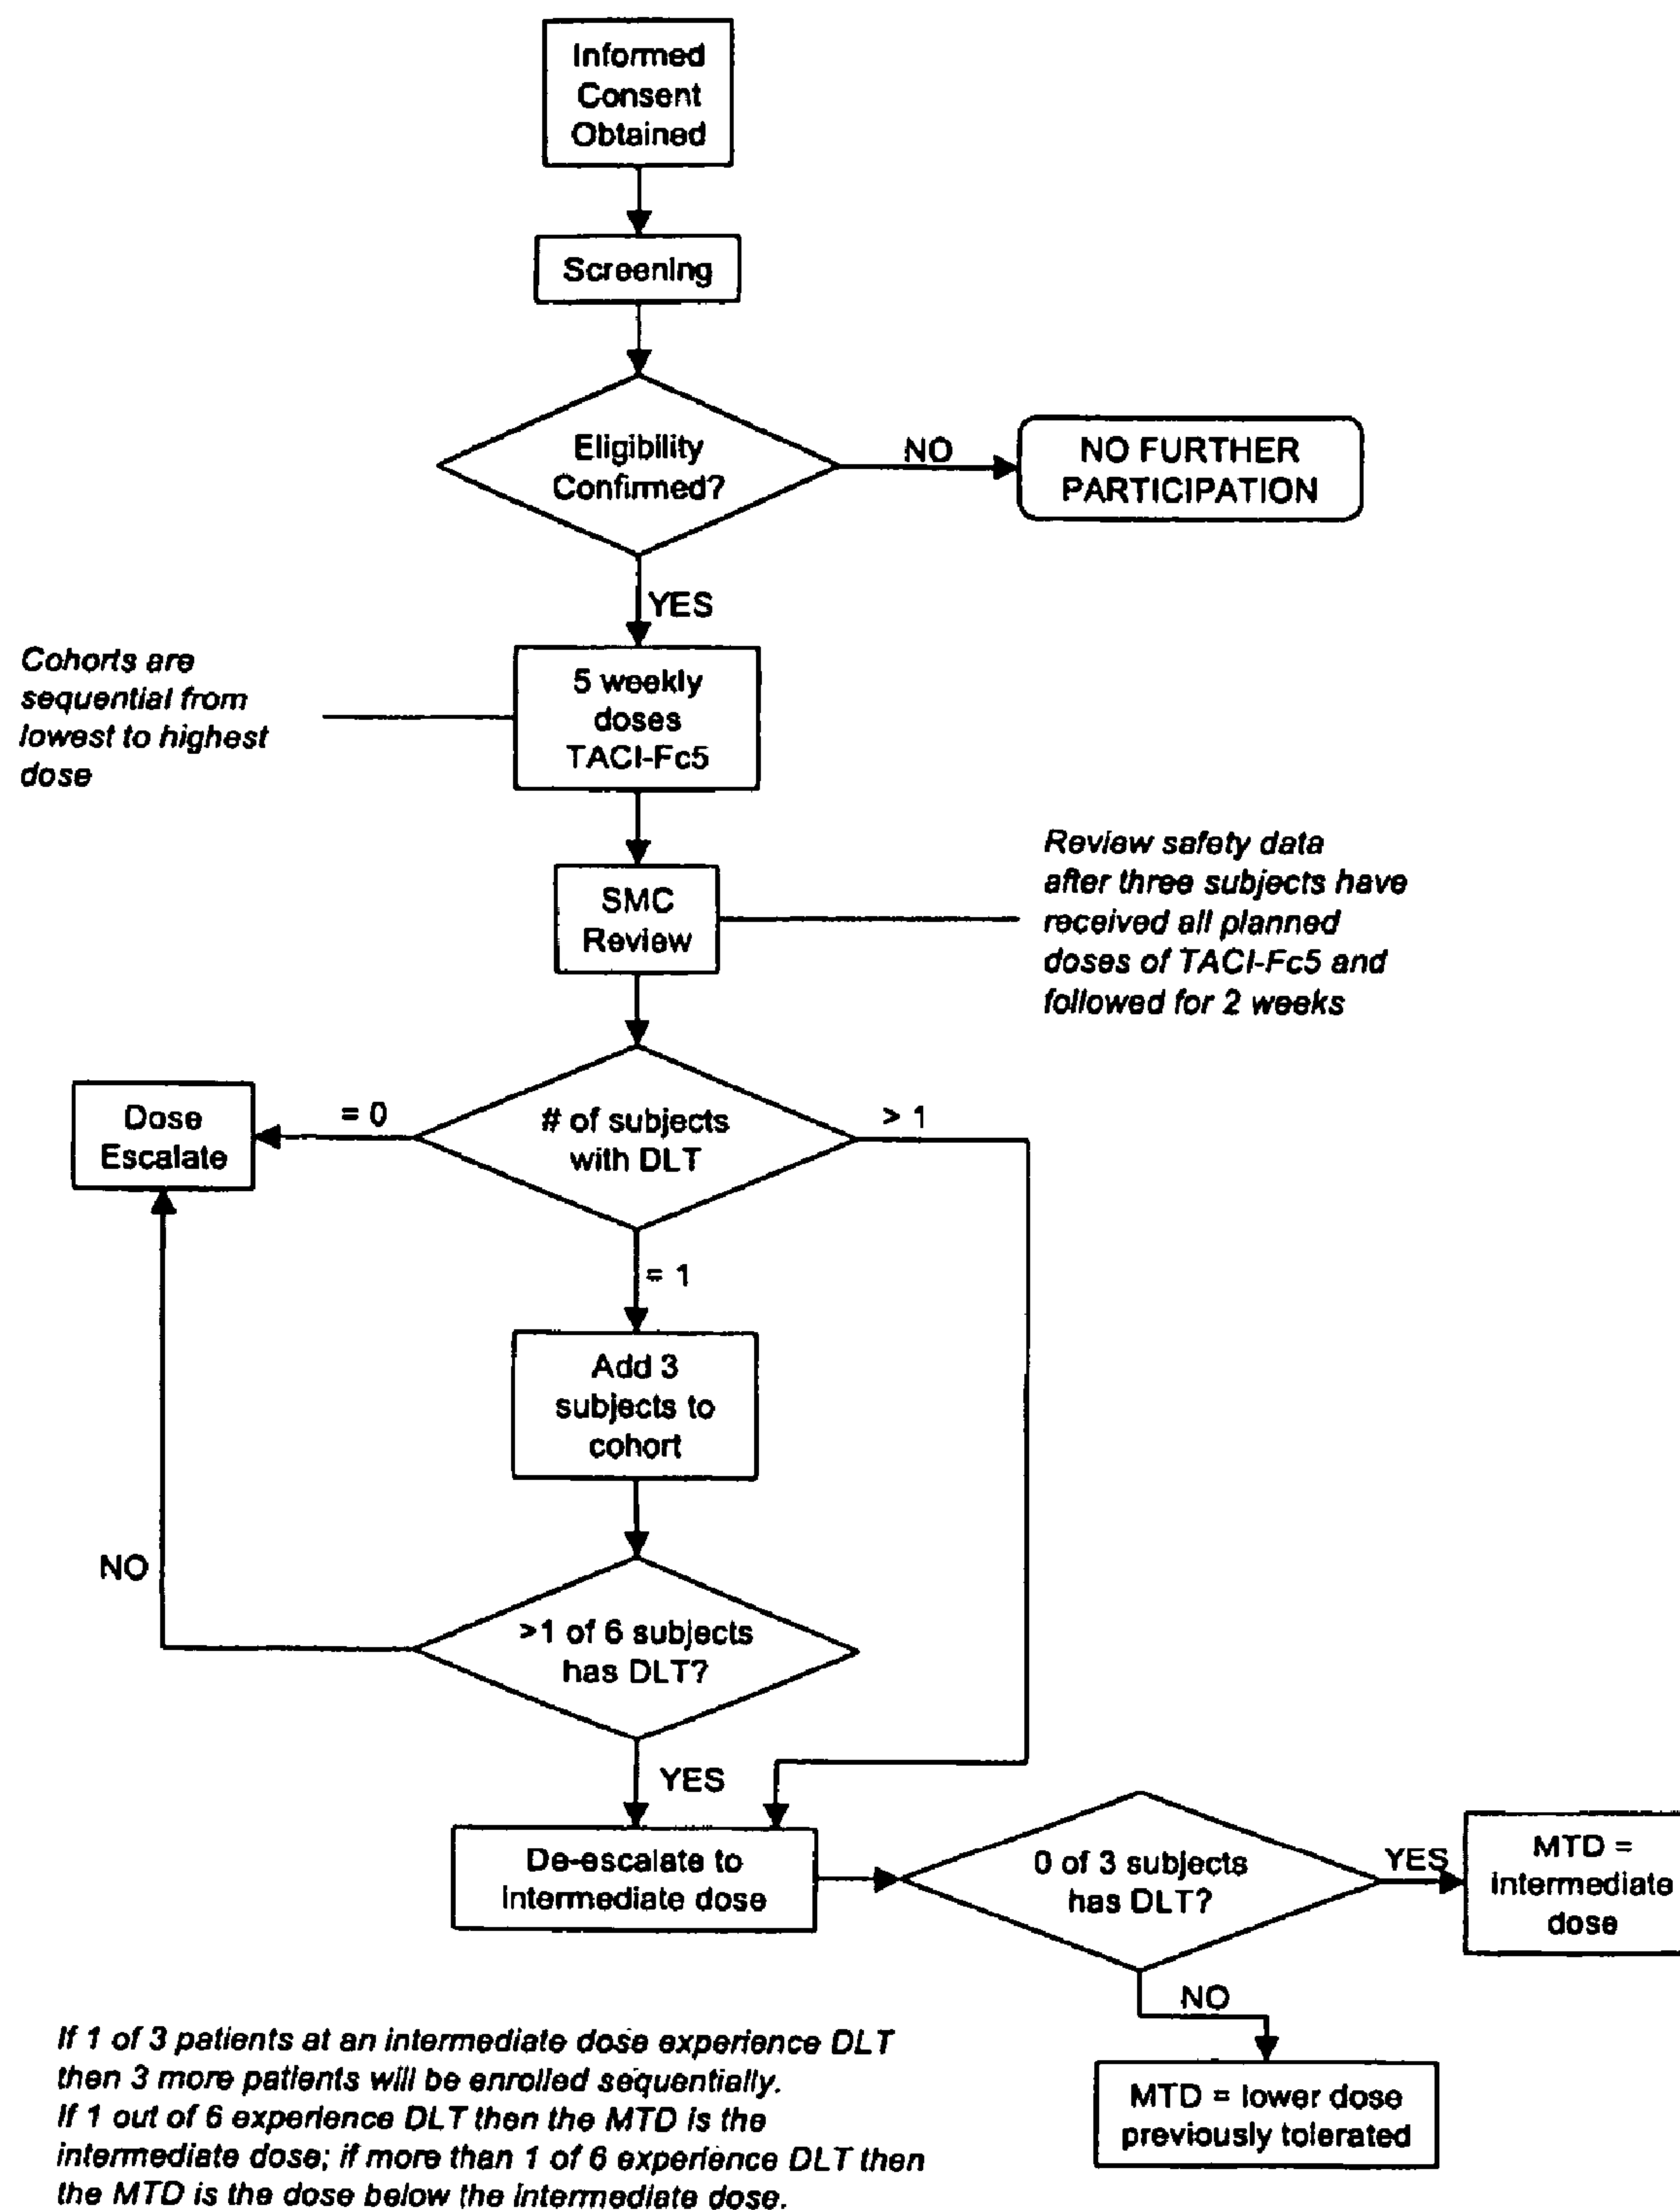 Informed
Consent
Obtained
Screening
Eligibility
Confirmed?
NO
NO FURTHER
PARTICIPATION
YES
Cohorts are
sequential from
lowest to highest
dose
5 weekly
doses
TACI-Fc5
SMC
Review
Review safety data
after three subjects have
received all planned
doses of TACI-Fc5 and
followed for 2 weeks
Dose
Escalate
= 0
# of subjects
with DLT
> 1
= 1
Add 3
subjects to
cohort
NO
>1 of 6 subjects
has DLT?
YES
De-escalate to
intermediate dose
0 of 3 subjects
has DLT?
YES
MTD =
intermediate
dose
NO
MTD = lower dose
previously tolerated
If 1 of 3 patients at an intermediate dose experience DLT
then 3 more patients will be enrolled sequentially.
If 1 out of 6 experience DLT then the MTD is the
intermediate dose; if more than 1 of 6 experience DLT then
the MTD is the dose below the intermediate dose.